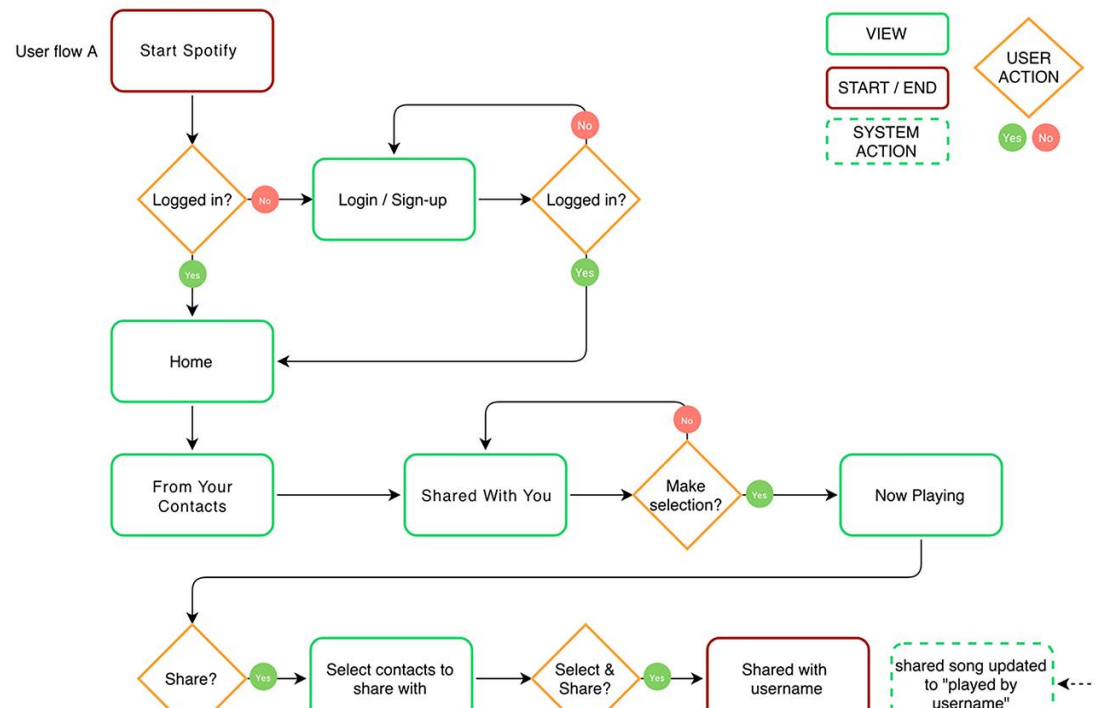 User flow A
Start Spotify
VIEW
START / END
SYSTEM
ACTION
USER
ACTION
Yes
No
No
Logged in?
No
Login / Sign-up
Logged in?
Yes
Yes
Home
No
From Your
Contacts
Shared With You
Make
selection?
Yes
Now Playing
Share?
Yes
Select contacts to
share with
Select &
Share?
Yes
Shared with
username
shared song updated
to "played by
username"